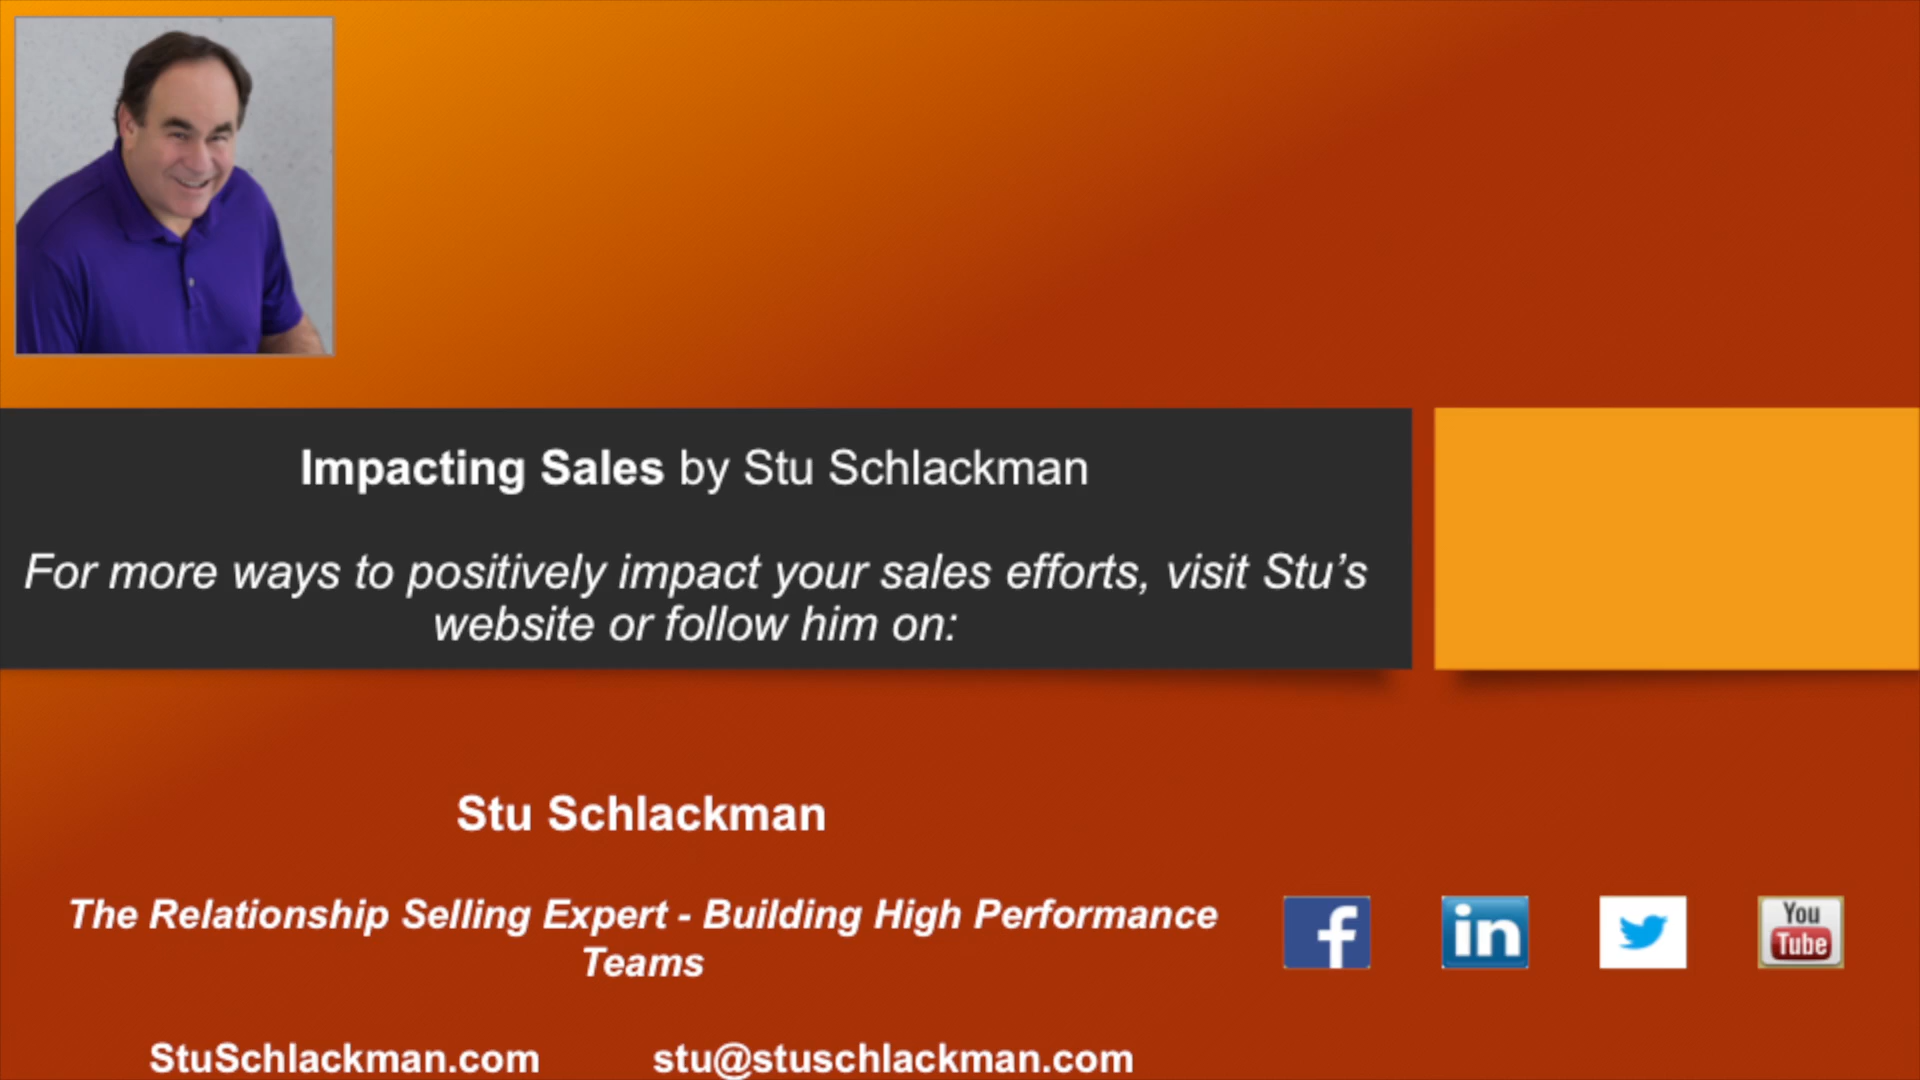 Impacting Sales by Stu Schlackman
For more ways to positively impact your sales efforts, visit Stu’s
website or follow him on:
Stu Schlackman
The Relationship Selling Expert - Building High Performance
Teams
f
in
You
Tube
StuSchlackman.com
stu@stuschlackman.com